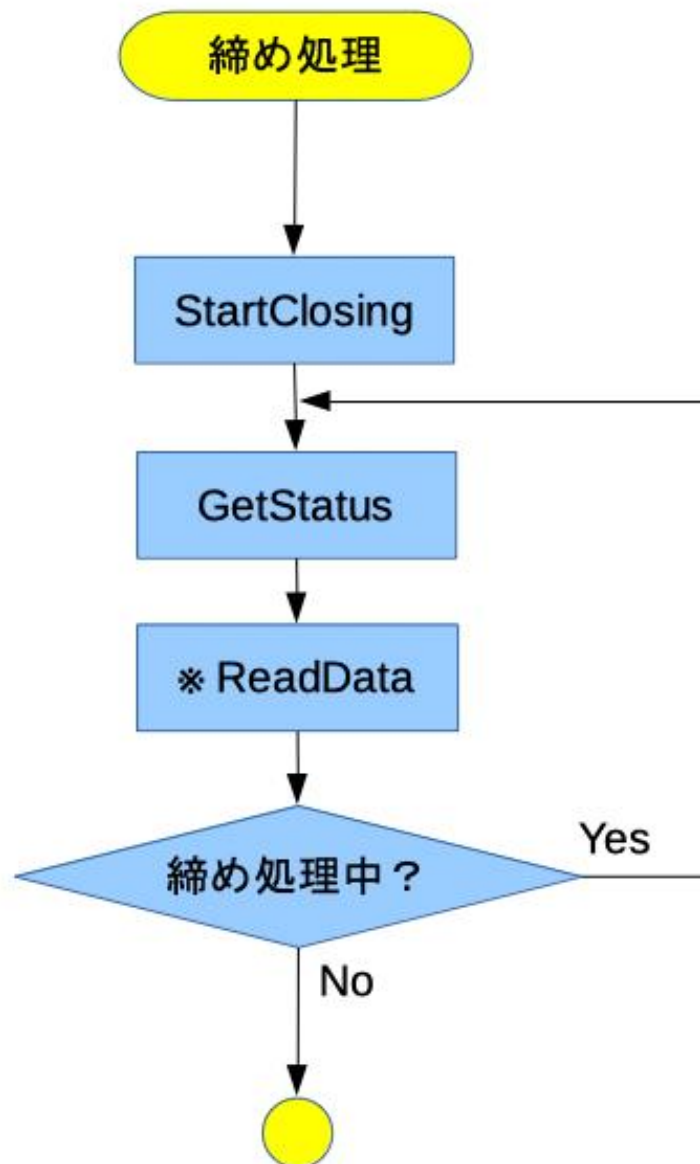 締め処理
StartClosing
GetStatus
※ ReadData
締め処理中？
Yes
No